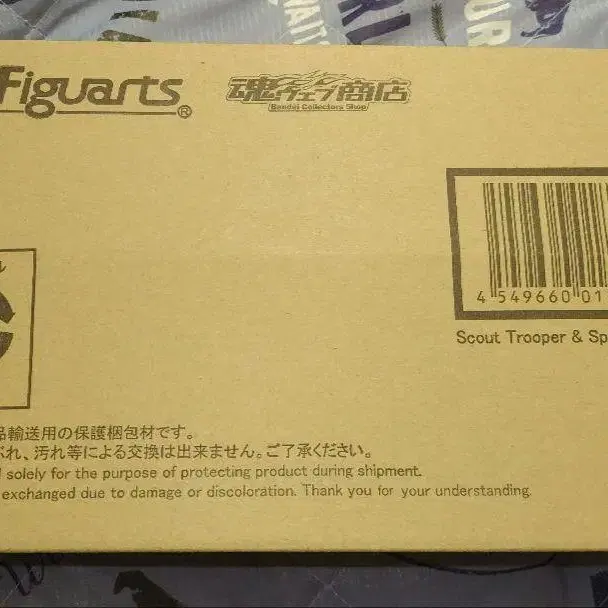 Figuarts®
魂ウェブ商店
Bandai Collectors Shop
4 549660 01
Scout Trooper & Sp
品輸送用の保護梱包材です。
ぶれ、汚れ等による交換は出来ません。ご了承ください。
solely for the purpose of protecting product during shipment.
exchanged due to damage or discoloration. Thank you for your understanding.